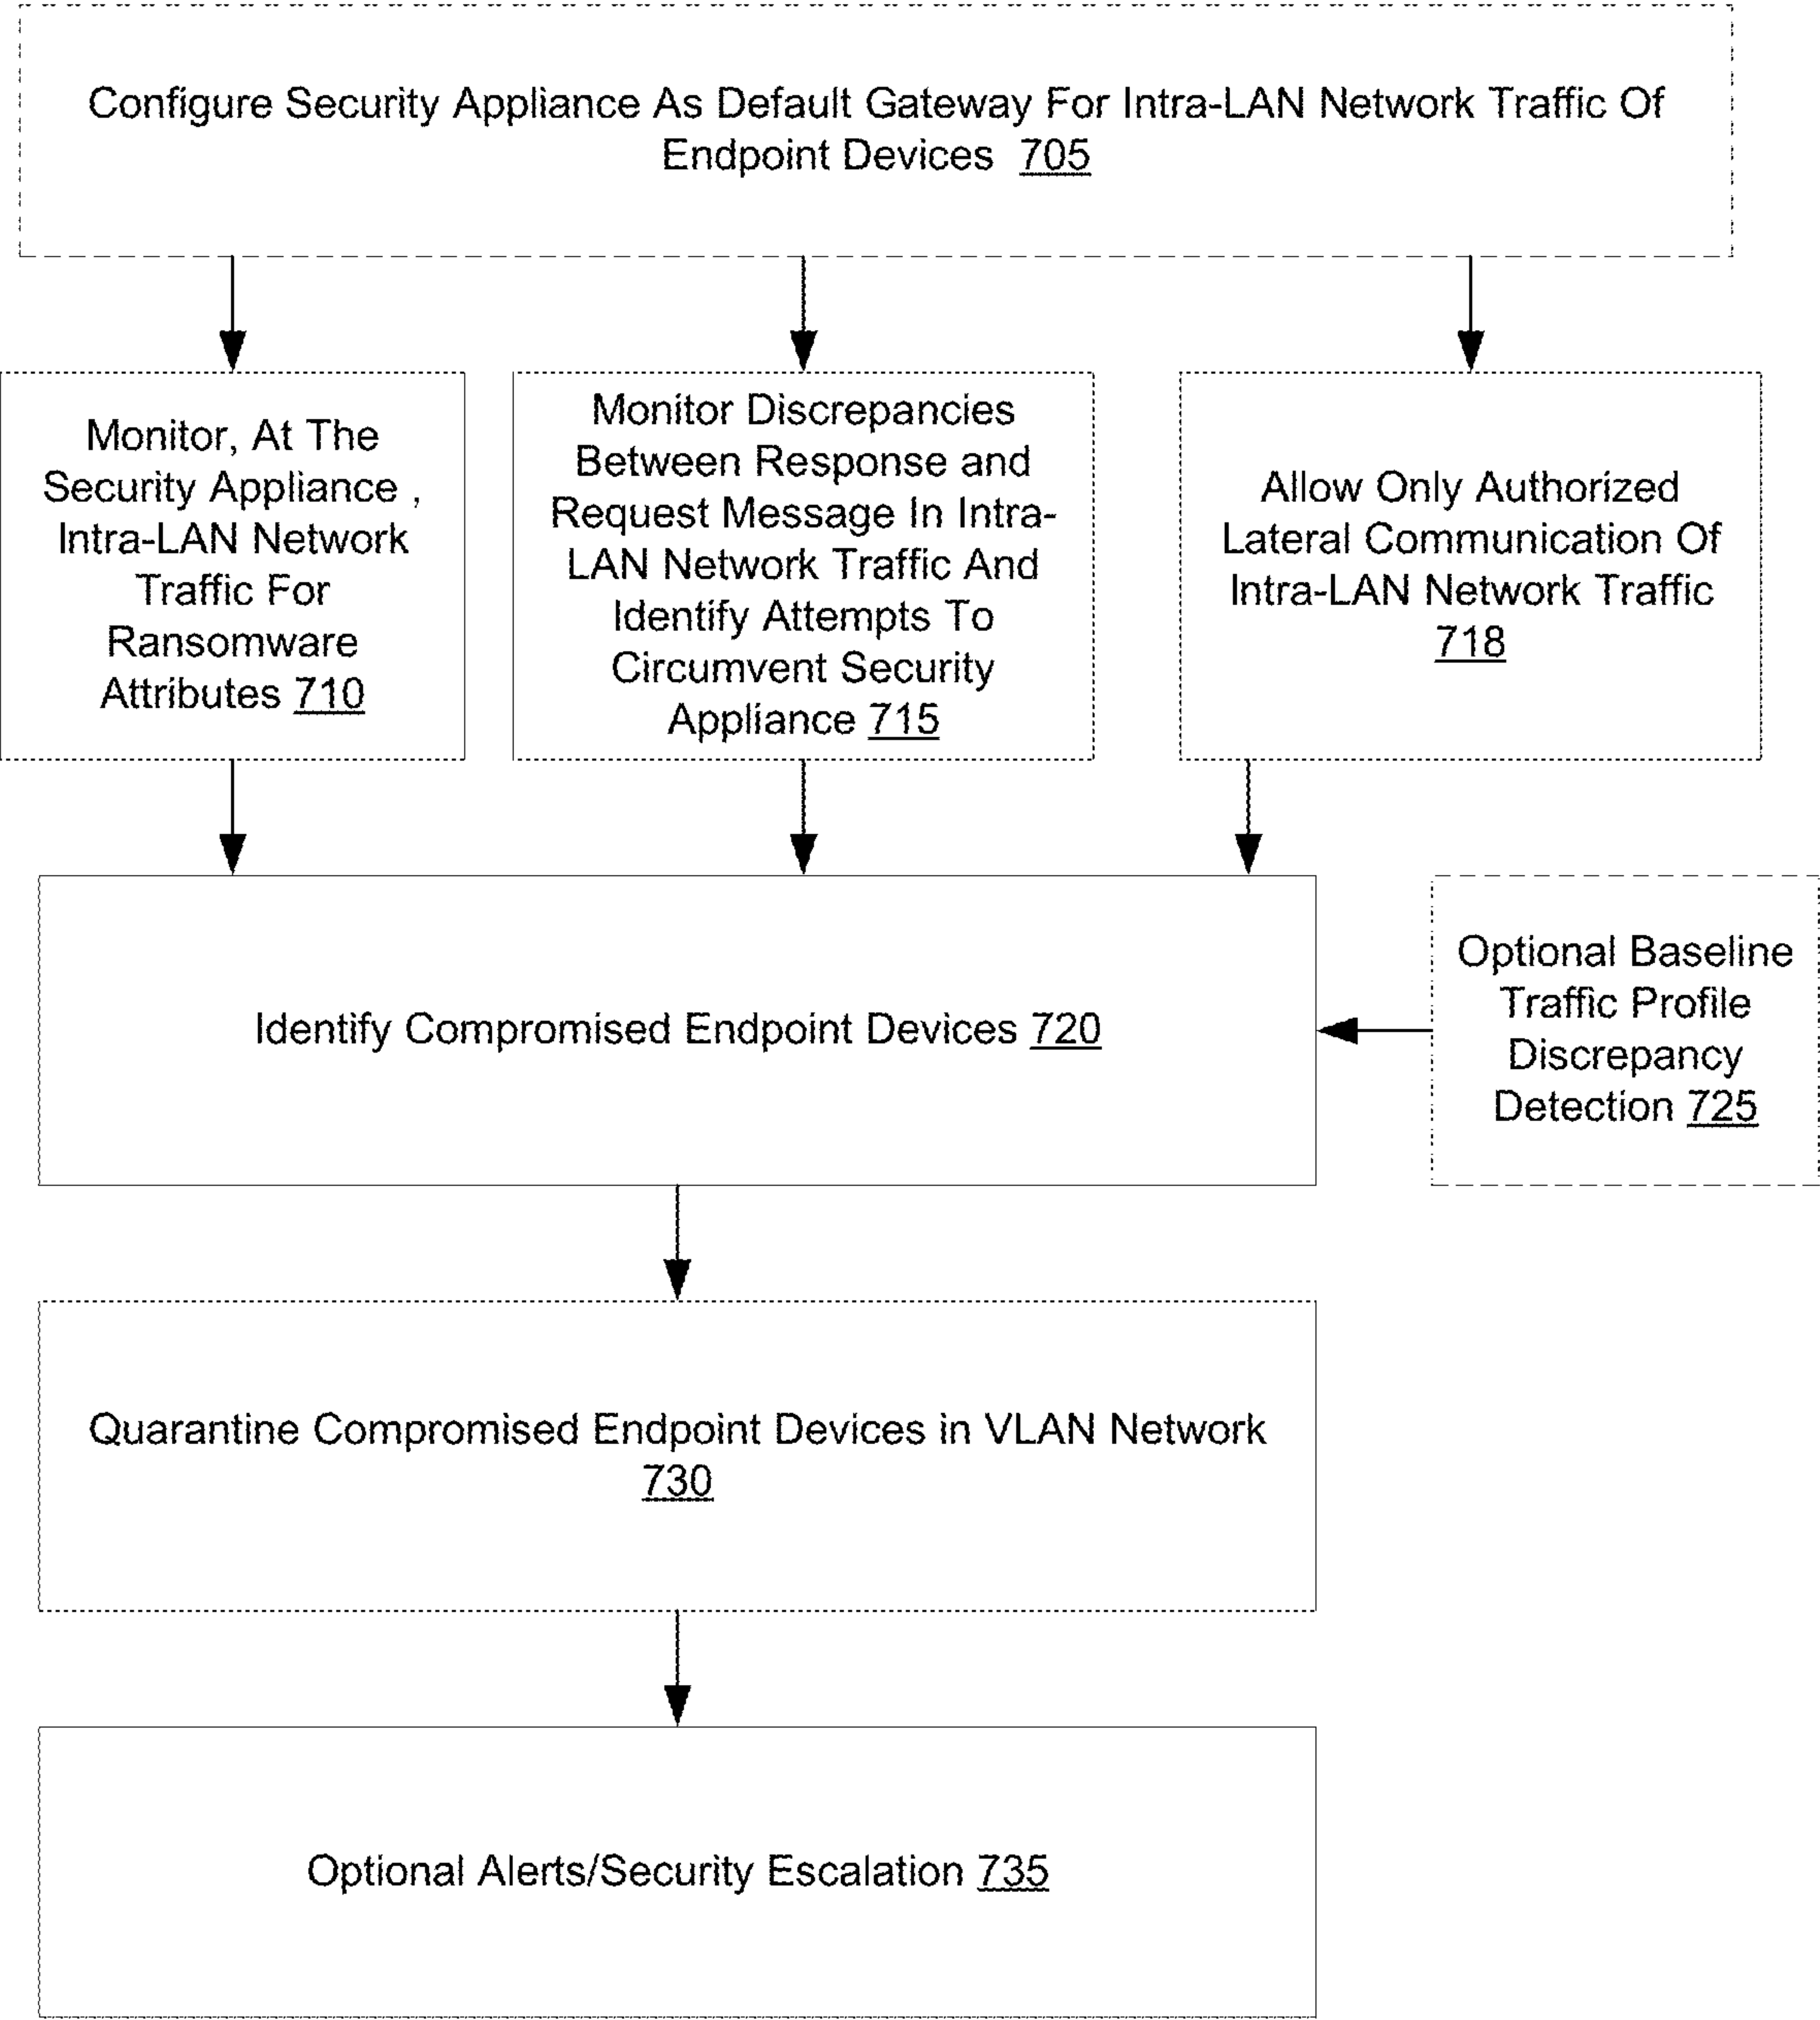 Configure Security Appliance As Default Gateway For Intra-LAN Network Traffic Of
Endpoint Devices 705
Monitor, At The
Security Appliance ,
Intra-LAN Network
Traffic For
Ransomware
Attributes 710
Monitor Discrepancies
Between Response and
Request Message In Intra-
LAN Network Traffic And
Identify Attempts To
Circumvent Security
Appliance 715
Allow Only Authorized
Lateral Communication Of
Intra-LAN Network Traffic
718
Identify Compromised Endpoint Devices 720
Optional Baseline
Traffic Profile
Discrepancy
Detection 725
Quarantine Compromised Endpoint Devices in VLAN Network
730
Optional Alerts/Security Escalation 735